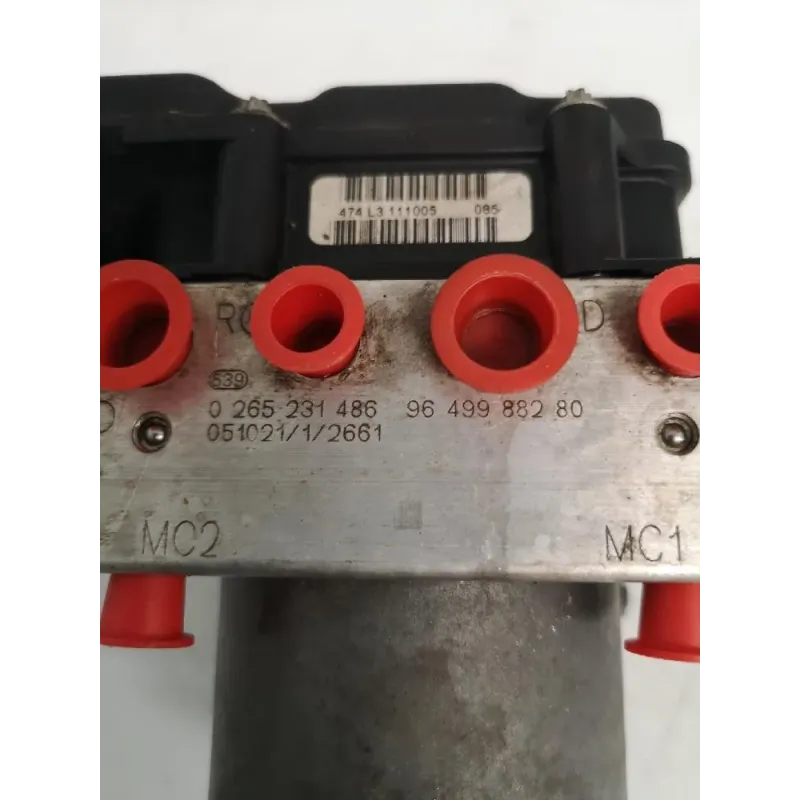 474 L3 111005 085
R
D
539
0 265 231 486 96 499 882 80
051021/1/2661
MC2 MC1